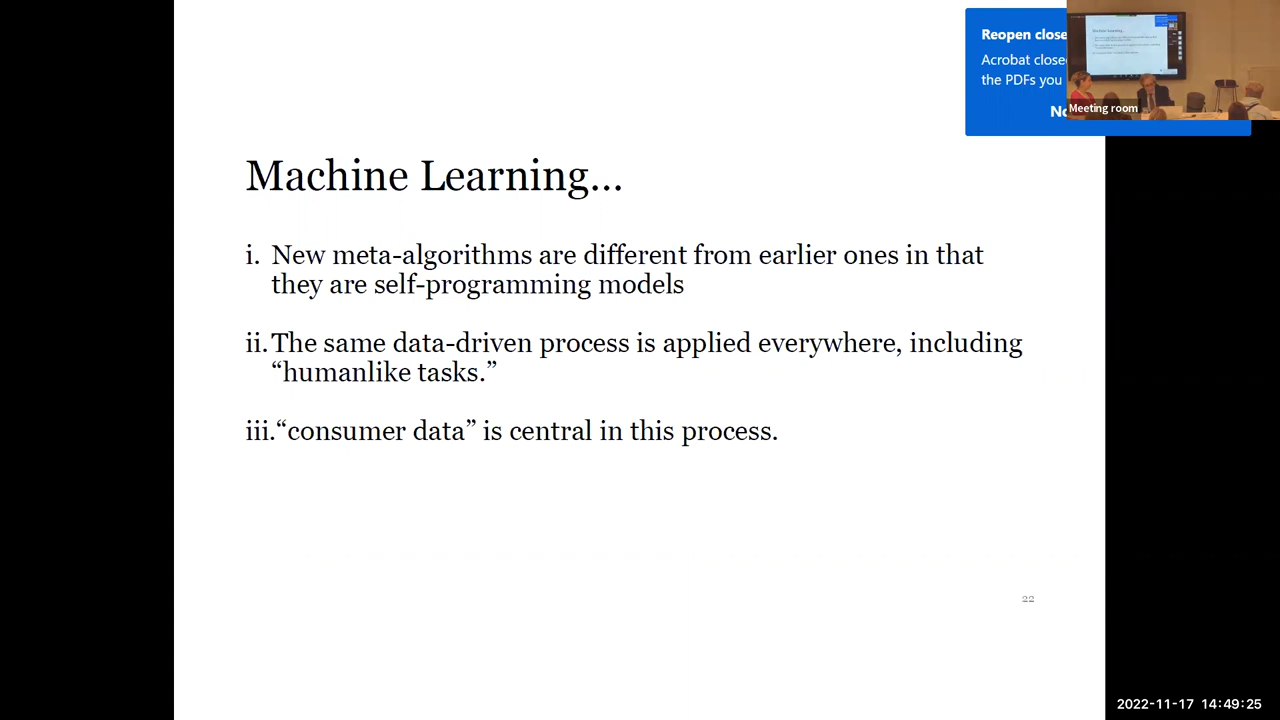 Reopen close
Acrobat close
the PDFs you
No
Meeting room
Machine Learning...
i. New meta-algorithms are different from earlier ones in that
they are self-programming models
ii. The same data-driven process is applied everywhere, including
“humanlike tasks.”
iii. “consumer data” is central in this process.
22
2022-11-17 14:49:25